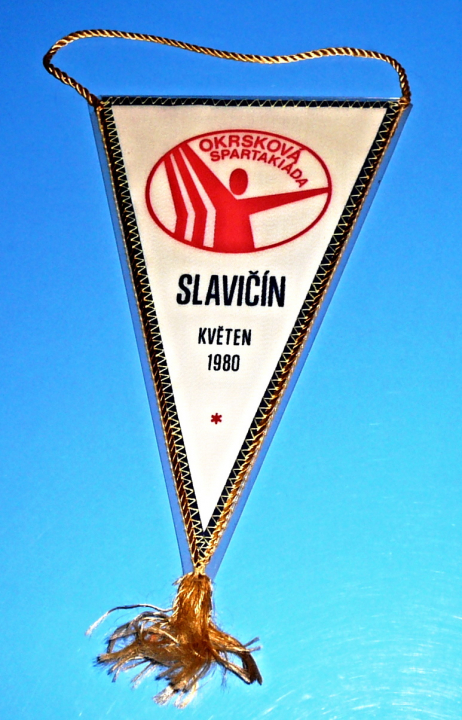 OKRSKOVÁ
SPARTAKIÁDA
SLAVIČÍN
KVĚTEN
1980
*